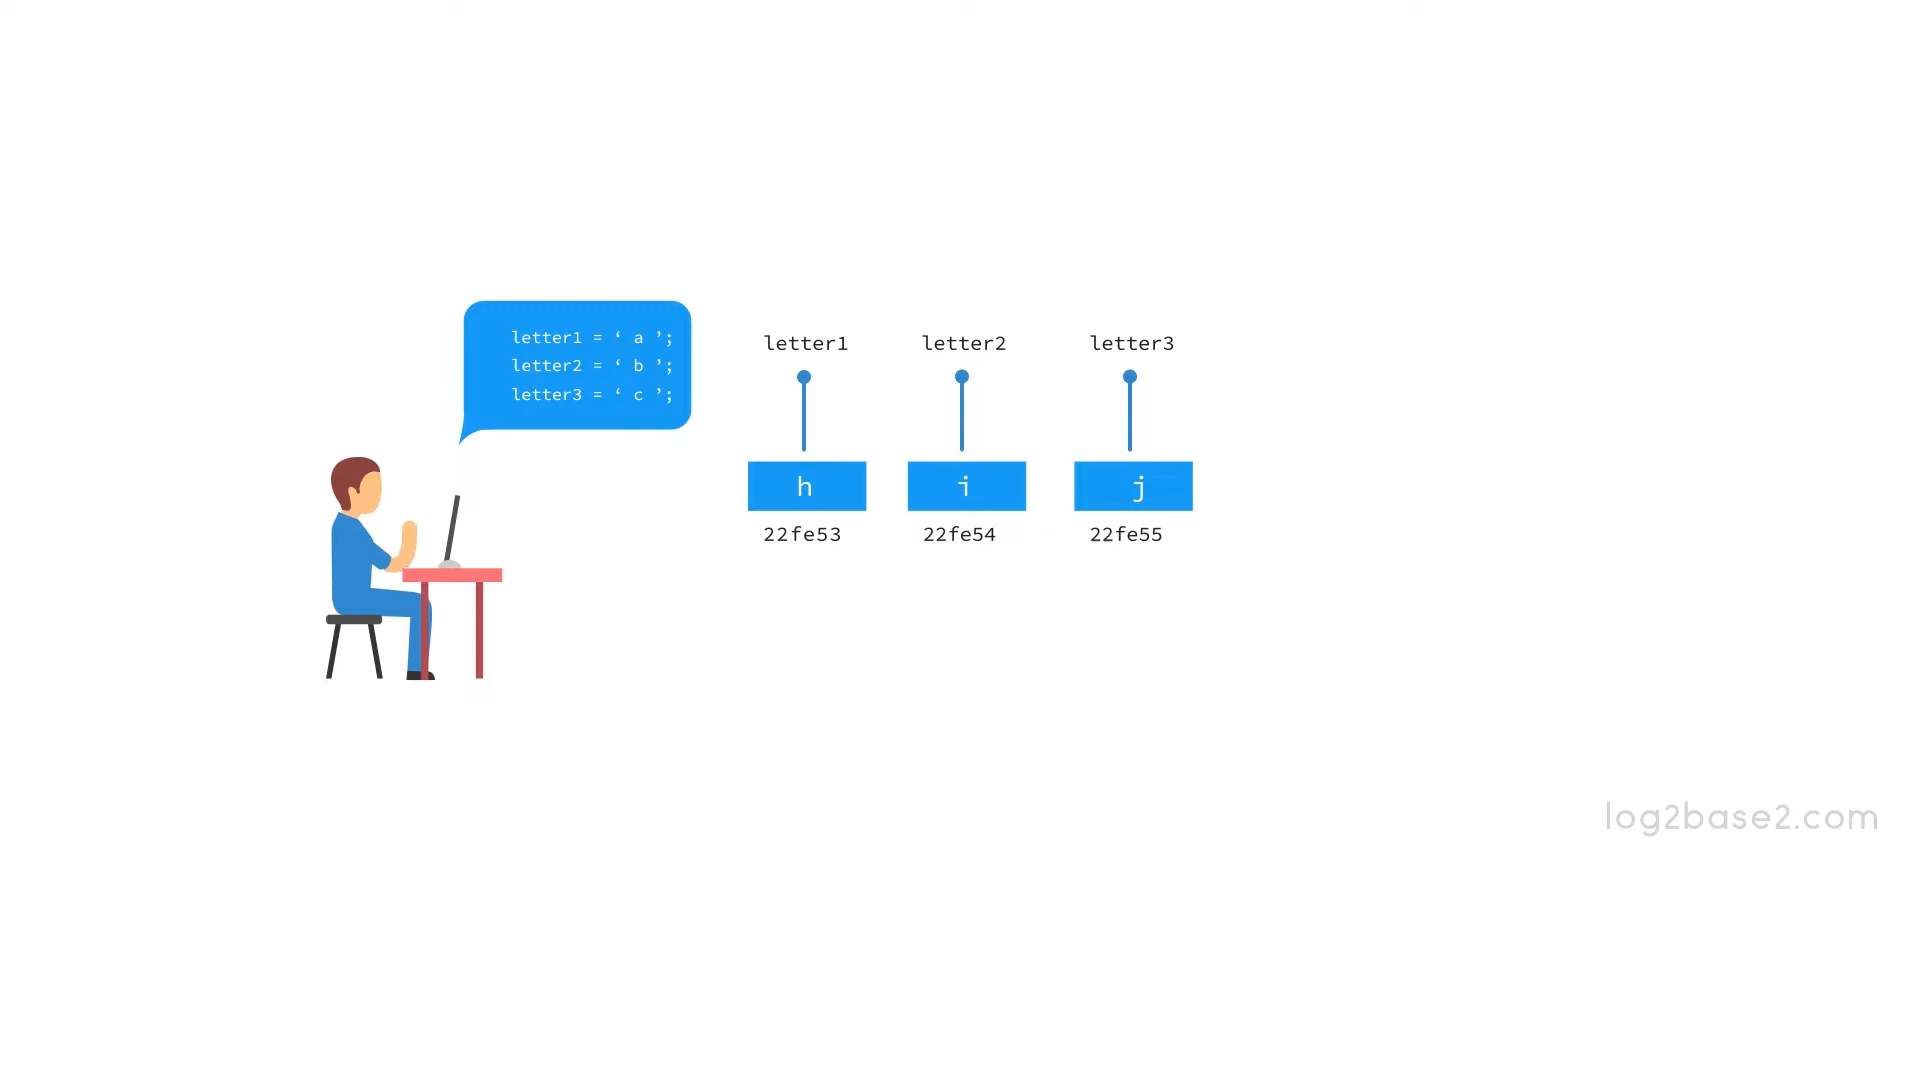 letter1 = ‘ a ’;
letter2 = ‘ b ’;
letter3 = ‘ c ’;
letter1 letter2 letter3
h i j
22fe53 22fe54 22fe55
log2base2.com